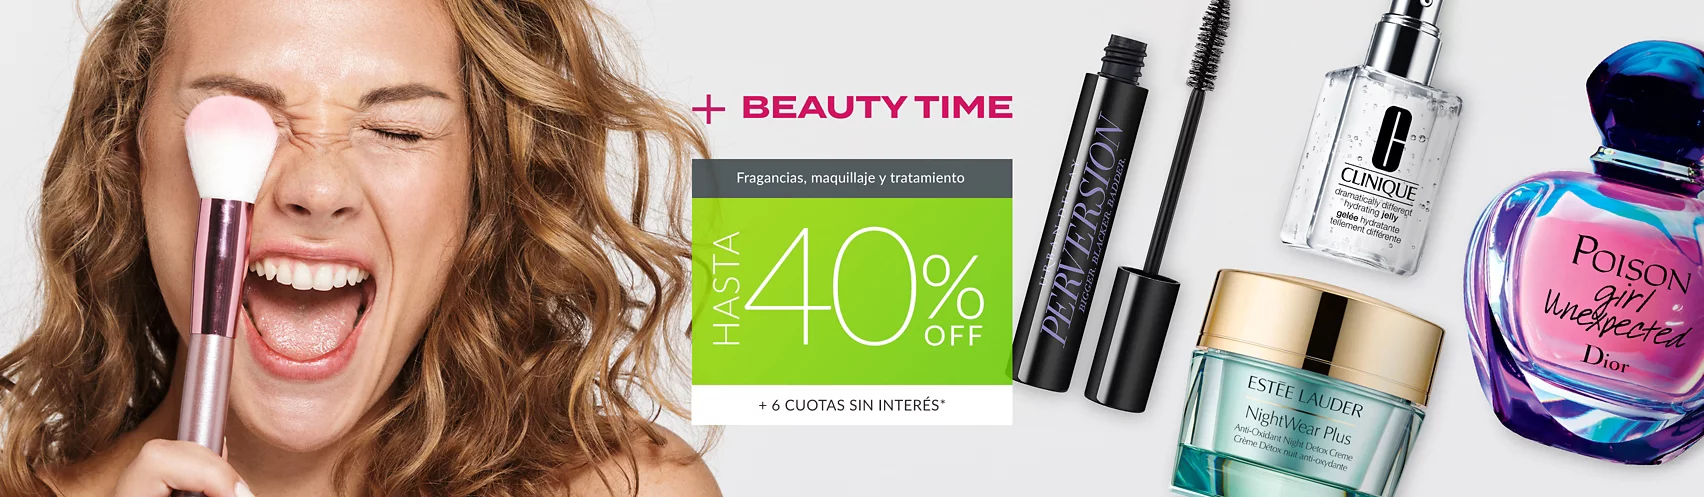 + BEAUTY TIME
Fragancias, maquillaje y tratamiento
HASTA
40%
OFF
+ 6 CUOTAS SIN INTERÉS*
URBAN DECAY
PERVERSION
BIGGER. BLACKER. BADDER.
C
CLINIQUE
dramatically different
hydrating jelly
gelée hydratante
tellement différente
ESTĒE LAUDER
NightWear Plus
Anti-Oxidant Night Detox Creme
Crème Détox nuit anti-oxydante
POISON
girl
Unexpected
Dior